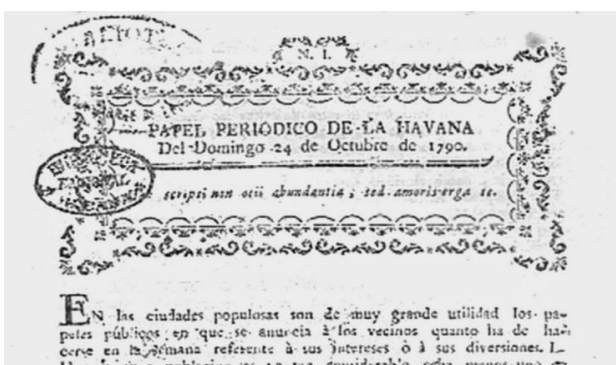 N. I.
PAPEL PERIODICO DE LA HAVANA
Del Domingo 24 de Octubre de 1790.
scripsi non otii abundantia, sed amoris erga te.
EN las ciudades populosas son de muy grande utilidad los pa-
peles públicos en que se anuncia à los vecinos quanto ha de ha-
cerse en la semana referente à sus intereses ò à sus diversiones. L